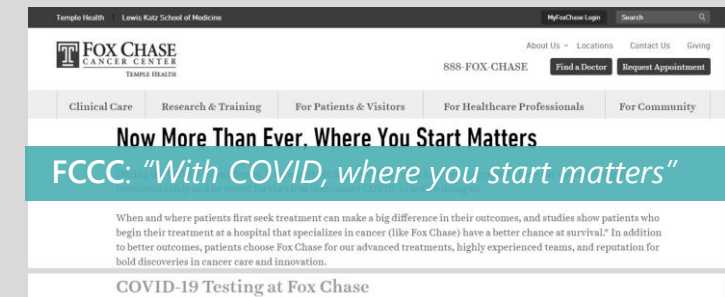 Temple Health Lewis Katz School of Medicine MyFoxChase Login Search
About Us Locations Contact Us Giving
FOX CHASE
CANCER CENTER
TEMPLE HEALTH
888-FOX-CHASE Find a Doctor Request Appointment
Clinical Care Research & Training For Patients & Visitors For Healthcare Professionals For Community
Now More Than Ever, Where You Start Matters
FCCC: “With COVID, where you start matters”
When and where patients first seek treatment can make a big difference in their outcomes, and studies show patients who
begin their treatment at a hospital that specializes in cancer (like Fox Chase) have a better chance at survival.* In addition
to better outcomes, patients choose Fox Chase for our advanced treatments, highly experienced teams, and reputation for
bold discoveries in cancer care and innovation.
COVID-19 Testing at Fox Chase